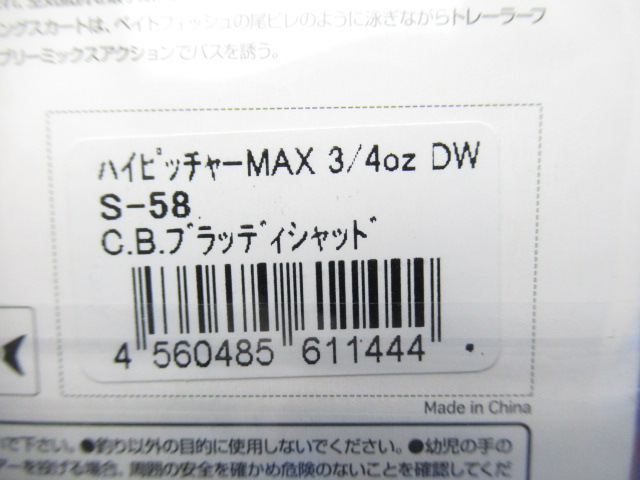 ングスカートは、ベイトフィッシュの尾ビレのように泳ぎながらトレーラーフ
ブリーミックスアクションでバスを誘う。
ﾊｲﾋﾟｯﾁｬｰMAX 3/4oz DW
S-58
C.B.ﾌﾞﾗｯﾃﾞｨｼｬｯﾄﾞ
4 560485 611444
Made in China
で下さい。●釣り以外の目的に使用しないでください。●幼児の手の
アーを投げる場合、周囲の安全を確かめ危険のないことを確認してくだ